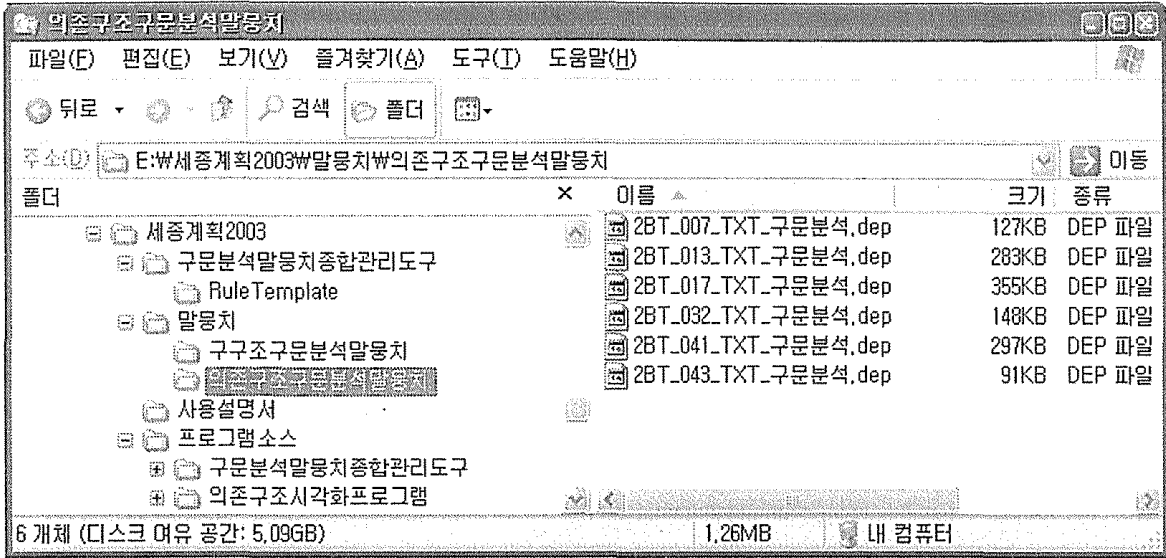 의존구조구문분석말뭉치
파일(F) 편집(E) 보기(V) 즐겨찾기(A) 도구(T) 도움말(H)
뒤로 검색 폴더
주소(D) E:\세종계획2003\말뭉치\의존구조구문분석말뭉치 이동
폴더 × 이름 크기 종류
세종계획2003 2BT_007_TXT_구문분석.dep 127KB DEP 파일
구문분석말뭉치종합관리도구 2BT_013_TXT_구문분석.dep 283KB DEP 파일
RuleTemplate 2BT_017_TXT_구문분석.dep 355KB DEP 파일
말뭉치 2BT_032_TXT_구문분석.dep 148KB DEP 파일
구구조구문분석말뭉치 2BT_041_TXT_구문분석.dep 297KB DEP 파일
의존구조구문분석말뭉치 2BT_043_TXT_구문분석.dep 91KB DEP 파일
사용설명서
프로그램소스
구문분석말뭉치종합관리도구
의존구조시각화프로그램
6 개체 (디스크 여유 공간: 5,09GB) 1,26MB 내 컴퓨터